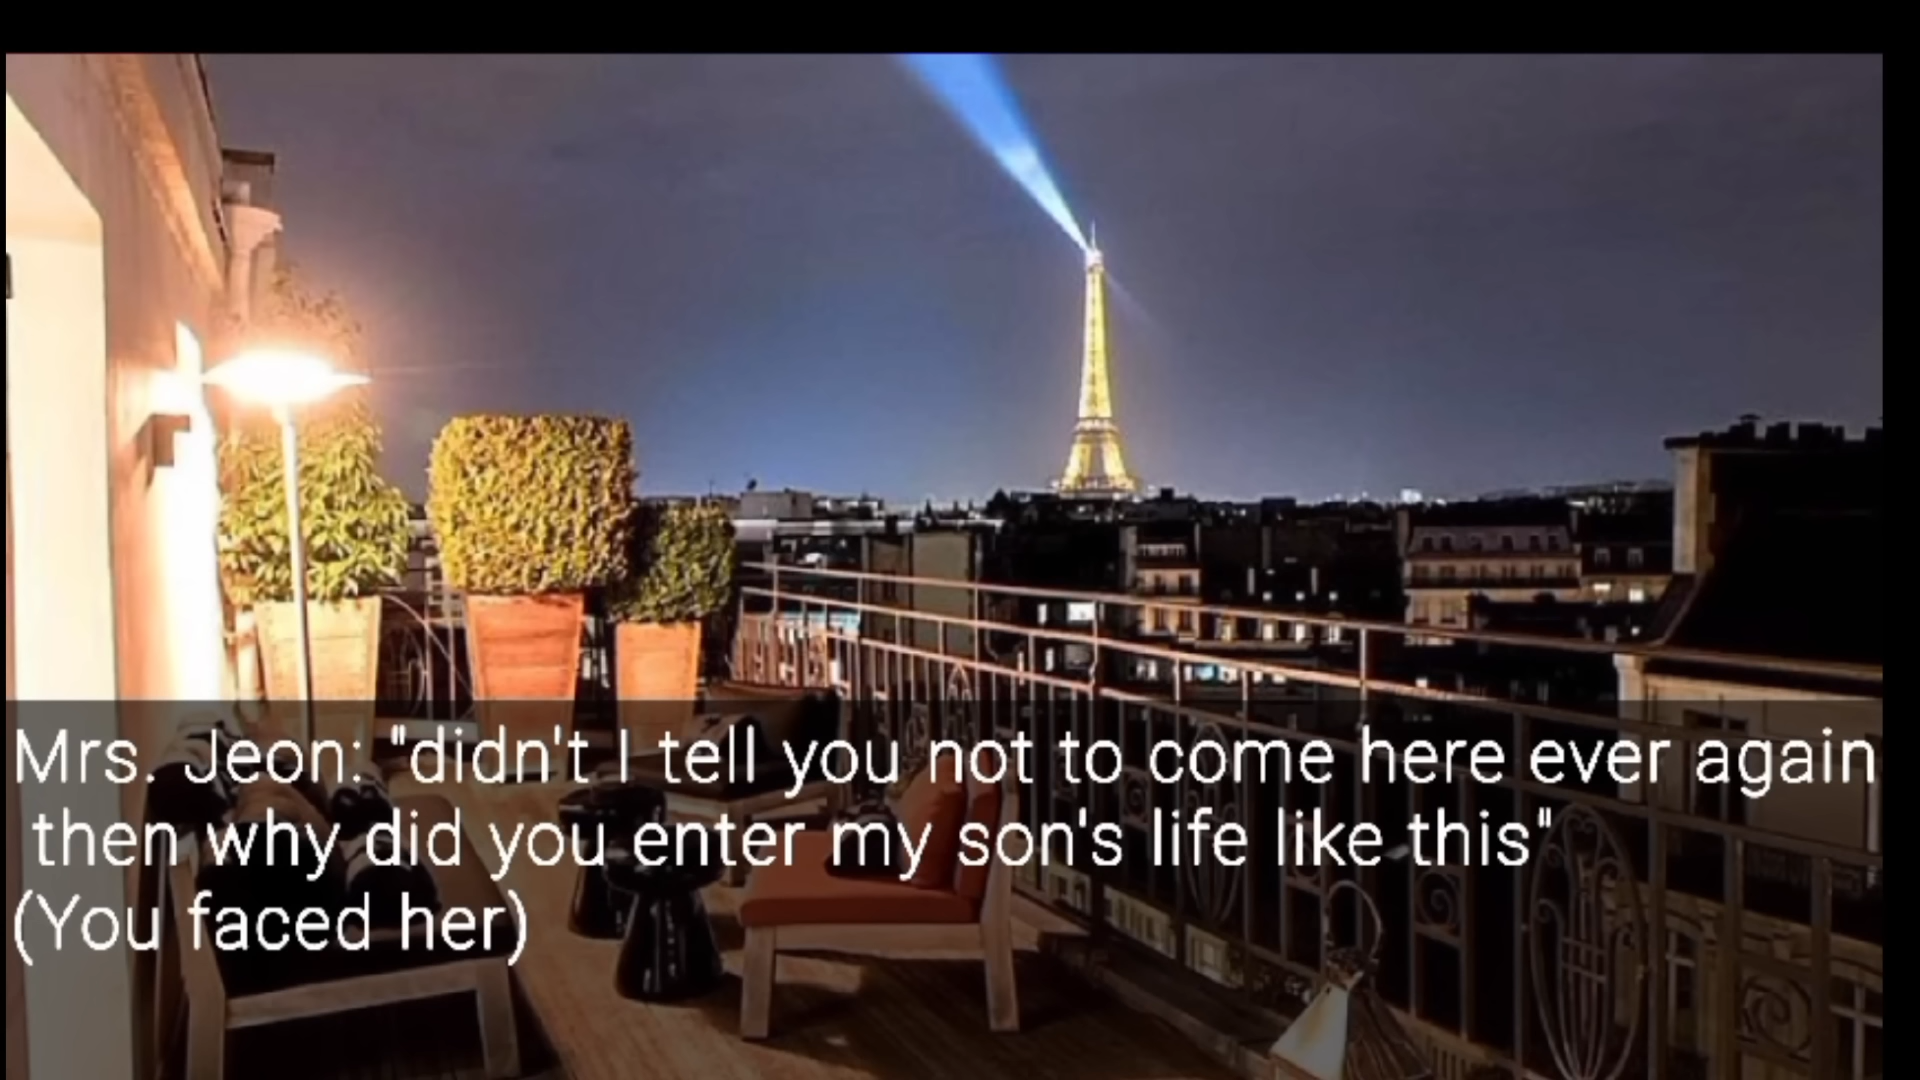 Mrs. Jeon: "didn't I tell you not to come here ever again
then why did you enter my son's life like this"
(You faced her)